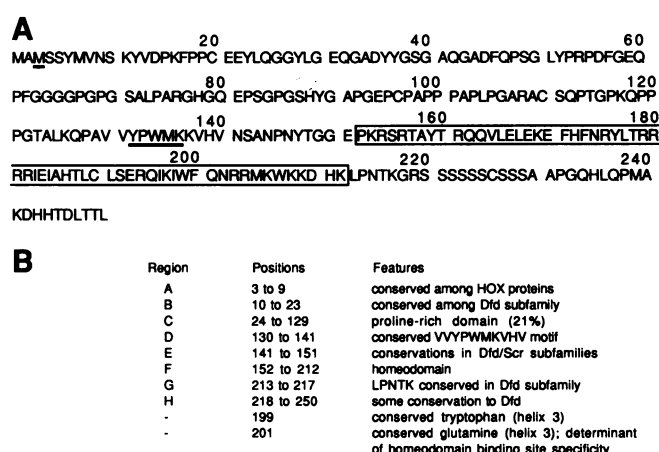 A
20 40 60
MAMSSYMVNS KYVDPKFPPC EEYLQGGYLG EQGADYYGSG AQGADFQPSG LYPRPDFGEQ
80 100 120
PFGGGGPGPG SALPARGHGQ EPSGPGSHYG APGEPCPAPP PAPLPGARAC SQPTGPKQPP
140 160 180
PGTALKQPAV VYPWMKKVHV NSANPNYTGG EPKRSRTAYT RQQVLELEKE FHFNRYLTRR
200 220 240
RRIEIAHTLC LSERQIKIWF QNRRMKWKKD HKLPNTKGRS SSSSSCSSSA APGQHLQPMA
KDHHTDLTTL
B
Region Positions Features
A 3 to 9 conserved among HOX proteins
B 10 to 23 conserved among Dfd subfamily
C 24 to 129 proline-rich domain (21%)
D 130 to 141 conserved VVYPWMKVHV motif
E 141 to 151 conservations in Dfd/Scr subfamilies
F 152 to 212 homeodomain
G 213 to 217 LPNTK conserved in Dfd subfamily
H 218 to 250 some conservation to Dfd
- 199 conserved tryptophan (helix 3)
- 201 conserved glutamine (helix 3); determinant
of homeodomain binding site specificity